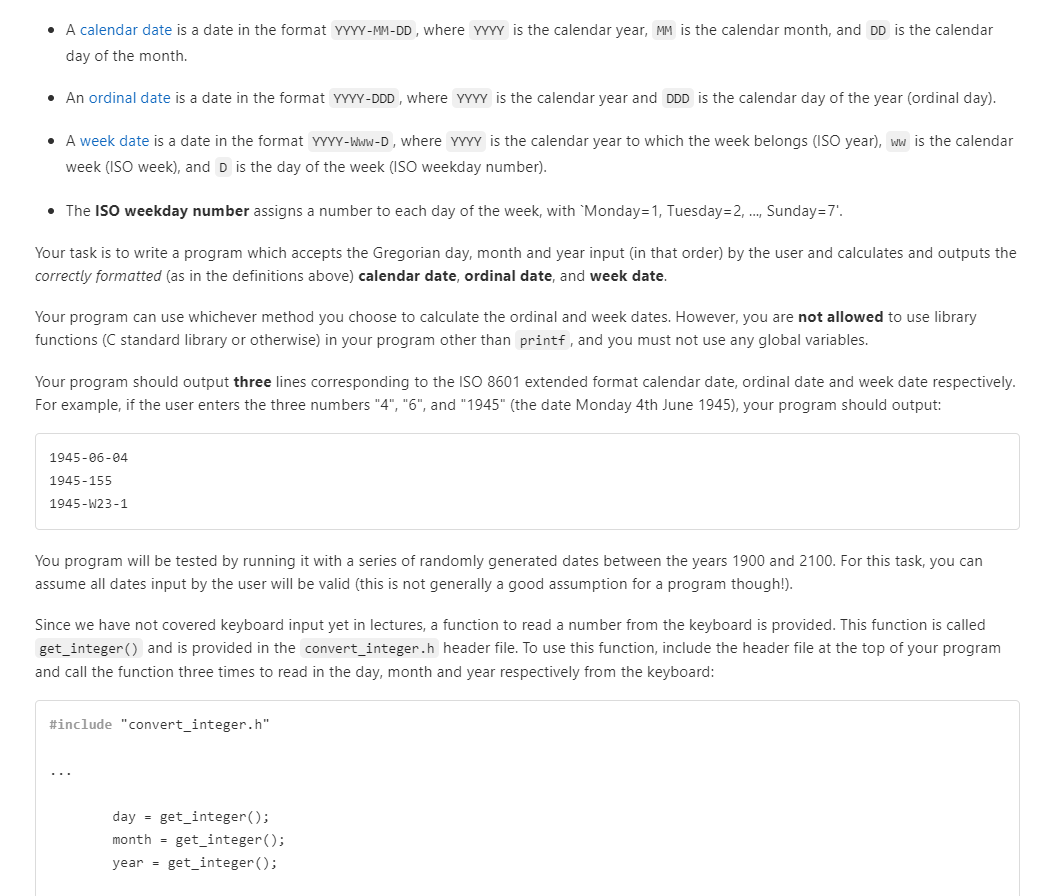 • A calendar date is a date in the format YYYY-MM-DD, where YYYY is the calendar year, MM is the calendar month, and DD is the calendar
day of the month.
• An ordinal date is a date in the format YYYY-DDD, where YYYY is the calendar year and DDD is the calendar day of the year (ordinal day).
• A week date is a date in the format YYYY-Www-D, where YYYY is the calendar year to which the week belongs (ISO year), ww is the calendar
week (ISO week), and D is the day of the week (ISO weekday number).
• The ISO weekday number assigns a number to each day of the week, with `Monday=1, Tuesday=2, ..., Sunday=7'.
Your task is to write a program which accepts the Gregorian day, month and year input (in that order) by the user and calculates and outputs the
correctly formatted (as in the definitions above) calendar date, ordinal date, and week date.
Your program can use whichever method you choose to calculate the ordinal and week dates. However, you are not allowed to use library
functions (C standard library or otherwise) in your program other than printf, and you must not use any global variables.
Your program should output three lines corresponding to the ISO 8601 extended format calendar date, ordinal date and week date respectively.
For example, if the user enters the three numbers "4", "6", and "1945" (the date Monday 4th June 1945), your program should output:
1945-06-04
1945-155
1945-W23-1
You program will be tested by running it with a series of randomly generated dates between the years 1900 and 2100. For this task, you can
assume all dates input by the user will be valid (this is not generally a good assumption for a program though!).
Since we have not covered keyboard input yet in lectures, a function to read a number from the keyboard is provided. This function is called
get_integer() and is provided in the convert_integer.h header file. To use this function, include the header file at the top of your program
and call the function three times to read in the day, month and year respectively from the keyboard:
#include "convert_integer.h"
...
day = get_integer();
month = get_integer();
year = get_integer();